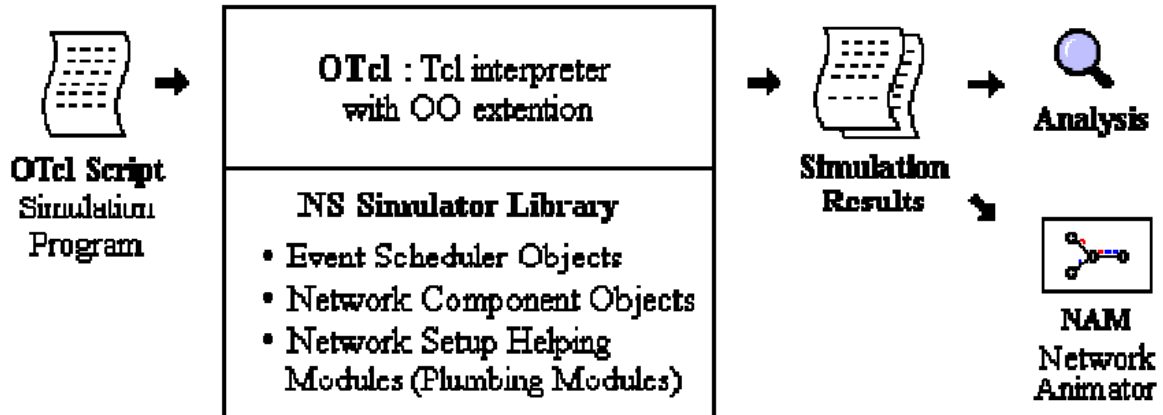 OTcl Script
Simulation
Program
OTcl : Tcl interpreter
with OO extention
NS Simulator Library
• Event Scheduler Objects
• Network Component Objects
• Network Setup Helping
Modules (Plumbing Modules)
Simulation
Results
Analysis
NAM
Network
Animator